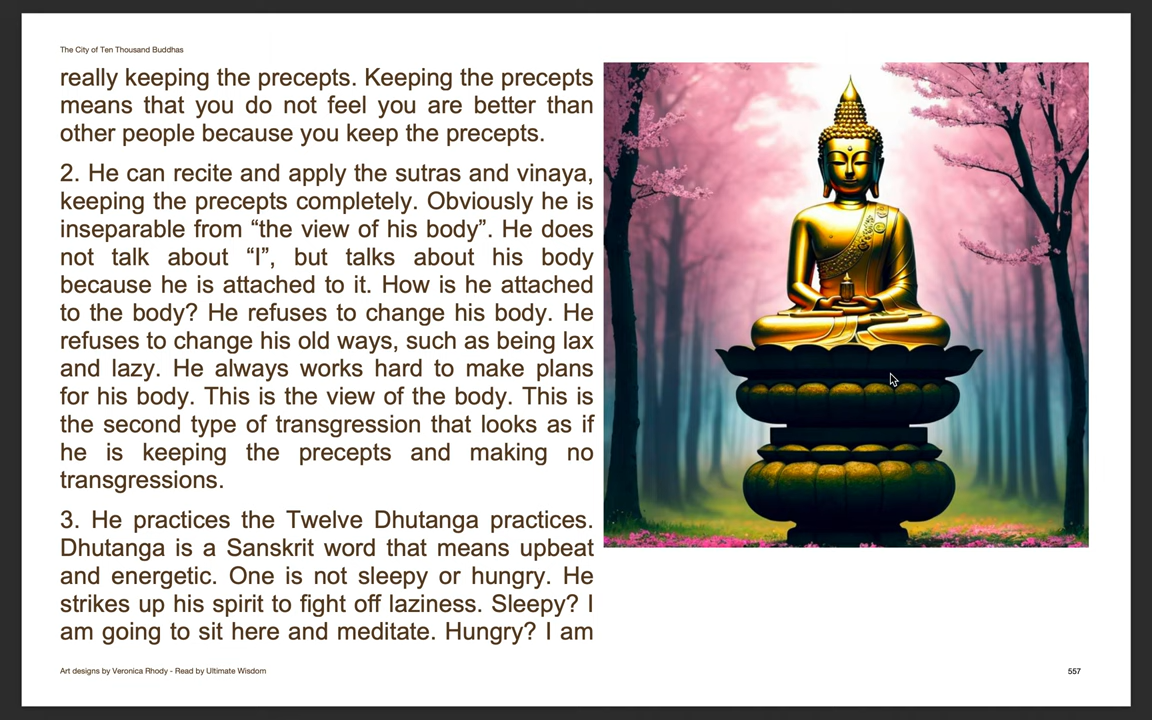 The City of Ten Thousand Buddhas
really keeping the precepts. Keeping the precepts
means that you do not feel you are better than
other people because you keep the precepts.
2. He can recite and apply the sutras and vinaya,
keeping the precepts completely. Obviously he is
inseparable from “the view of his body”. He does
not talk about “I”, but talks about his body
because he is attached to it. How is he attached
to the body? He refuses to change his body. He
refuses to change his old ways, such as being lax
and lazy. He always works hard to make plans
for his body. This is the view of the body. This is
the second type of transgression that looks as if
he is keeping the precepts and making no
transgressions.
3. He practices the Twelve Dhutanga practices.
Dhutanga is a Sanskrit word that means upbeat
and energetic. One is not sleepy or hungry. He
strikes up his spirit to fight off laziness. Sleepy? I
am going to sit here and meditate. Hungry? I am
Art designs by Veronica Rhody - Read by Ultimate Wisdom
557